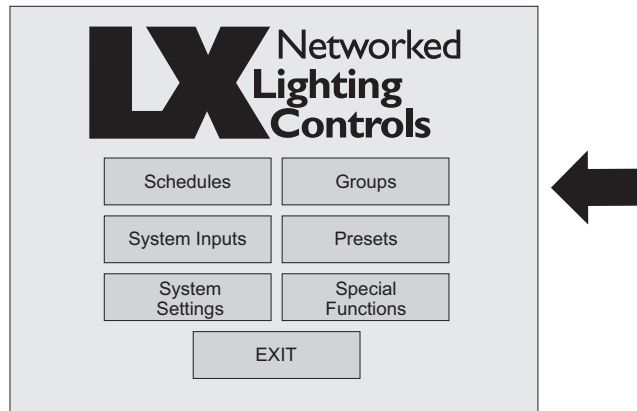 LX Networked
Lighting
Controls
Schedules
Groups
System Inputs
Presets
System
Settings
Special
Functions
EXIT